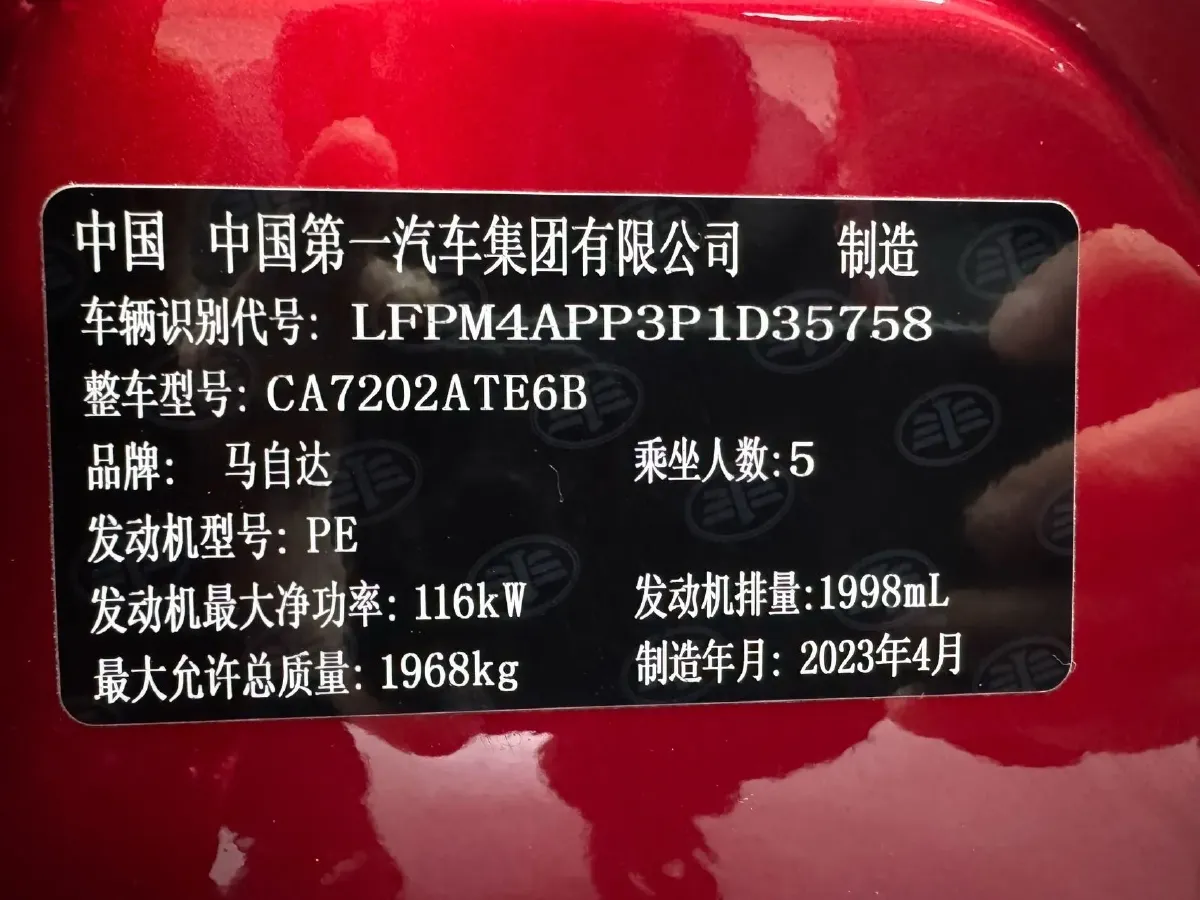 中国 中国第一汽车集团有限公司 制造
车辆识别代号: LFPM4APP3P1D35758
整车型号: CA7202ATE6B
品牌: 马自达 乘坐人数:5
发动机型号: PE
发动机最大净功率: 116kW 发动机排量:1998mL
最大允许总质量: 1968kg 制造年月: 2023年4月